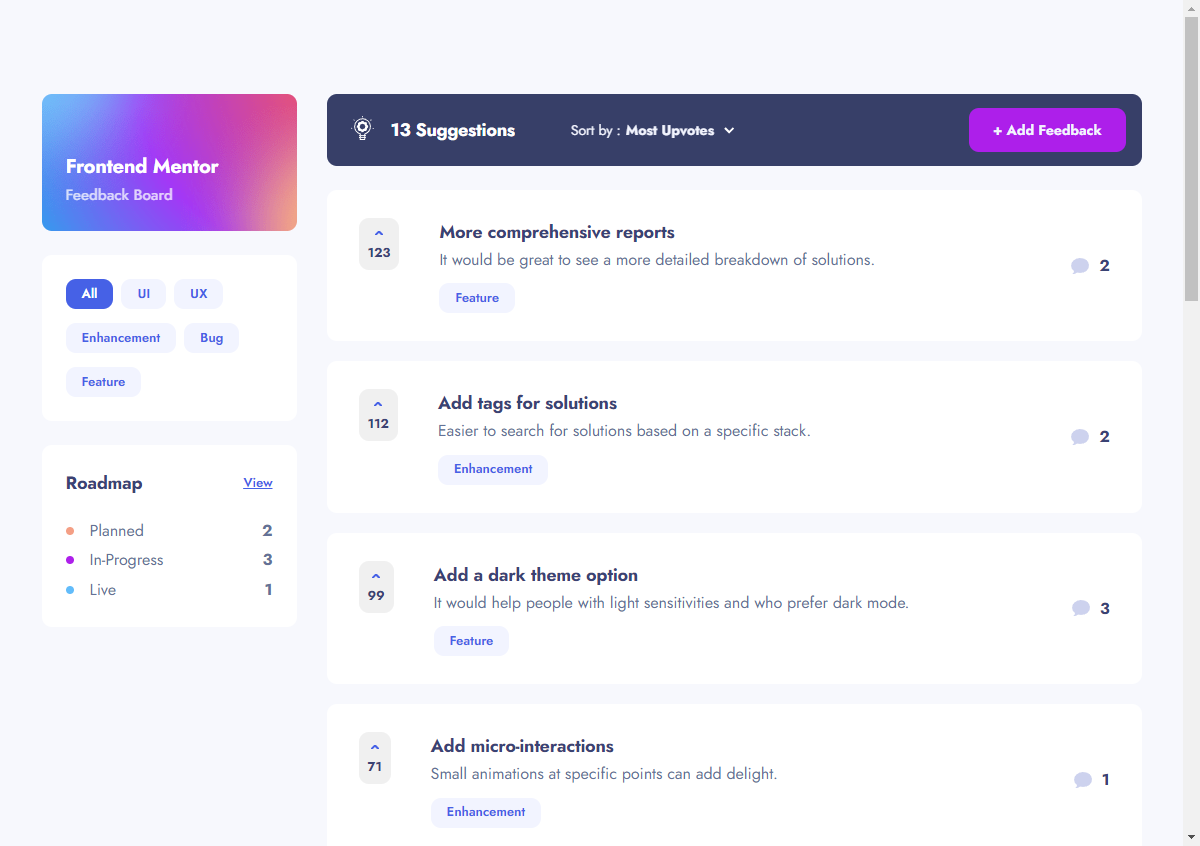 Frontend Mentor
Feedback Board
All UI UX
Enhancement Bug
Feature
Roadmap View
Planned 2
In-Progress 3
Live 1
13 Suggestions Sort by : Most Upvotes + Add Feedback
123
More comprehensive reports
It would be great to see a more detailed breakdown of solutions.
Feature
2
112
Add tags for solutions
Easier to search for solutions based on a specific stack.
Enhancement
2
99
Add a dark theme option
It would help people with light sensitivities and who prefer dark mode.
Feature
3
71
Add micro-interactions
Small animations at specific points can add delight.
Enhancement
1